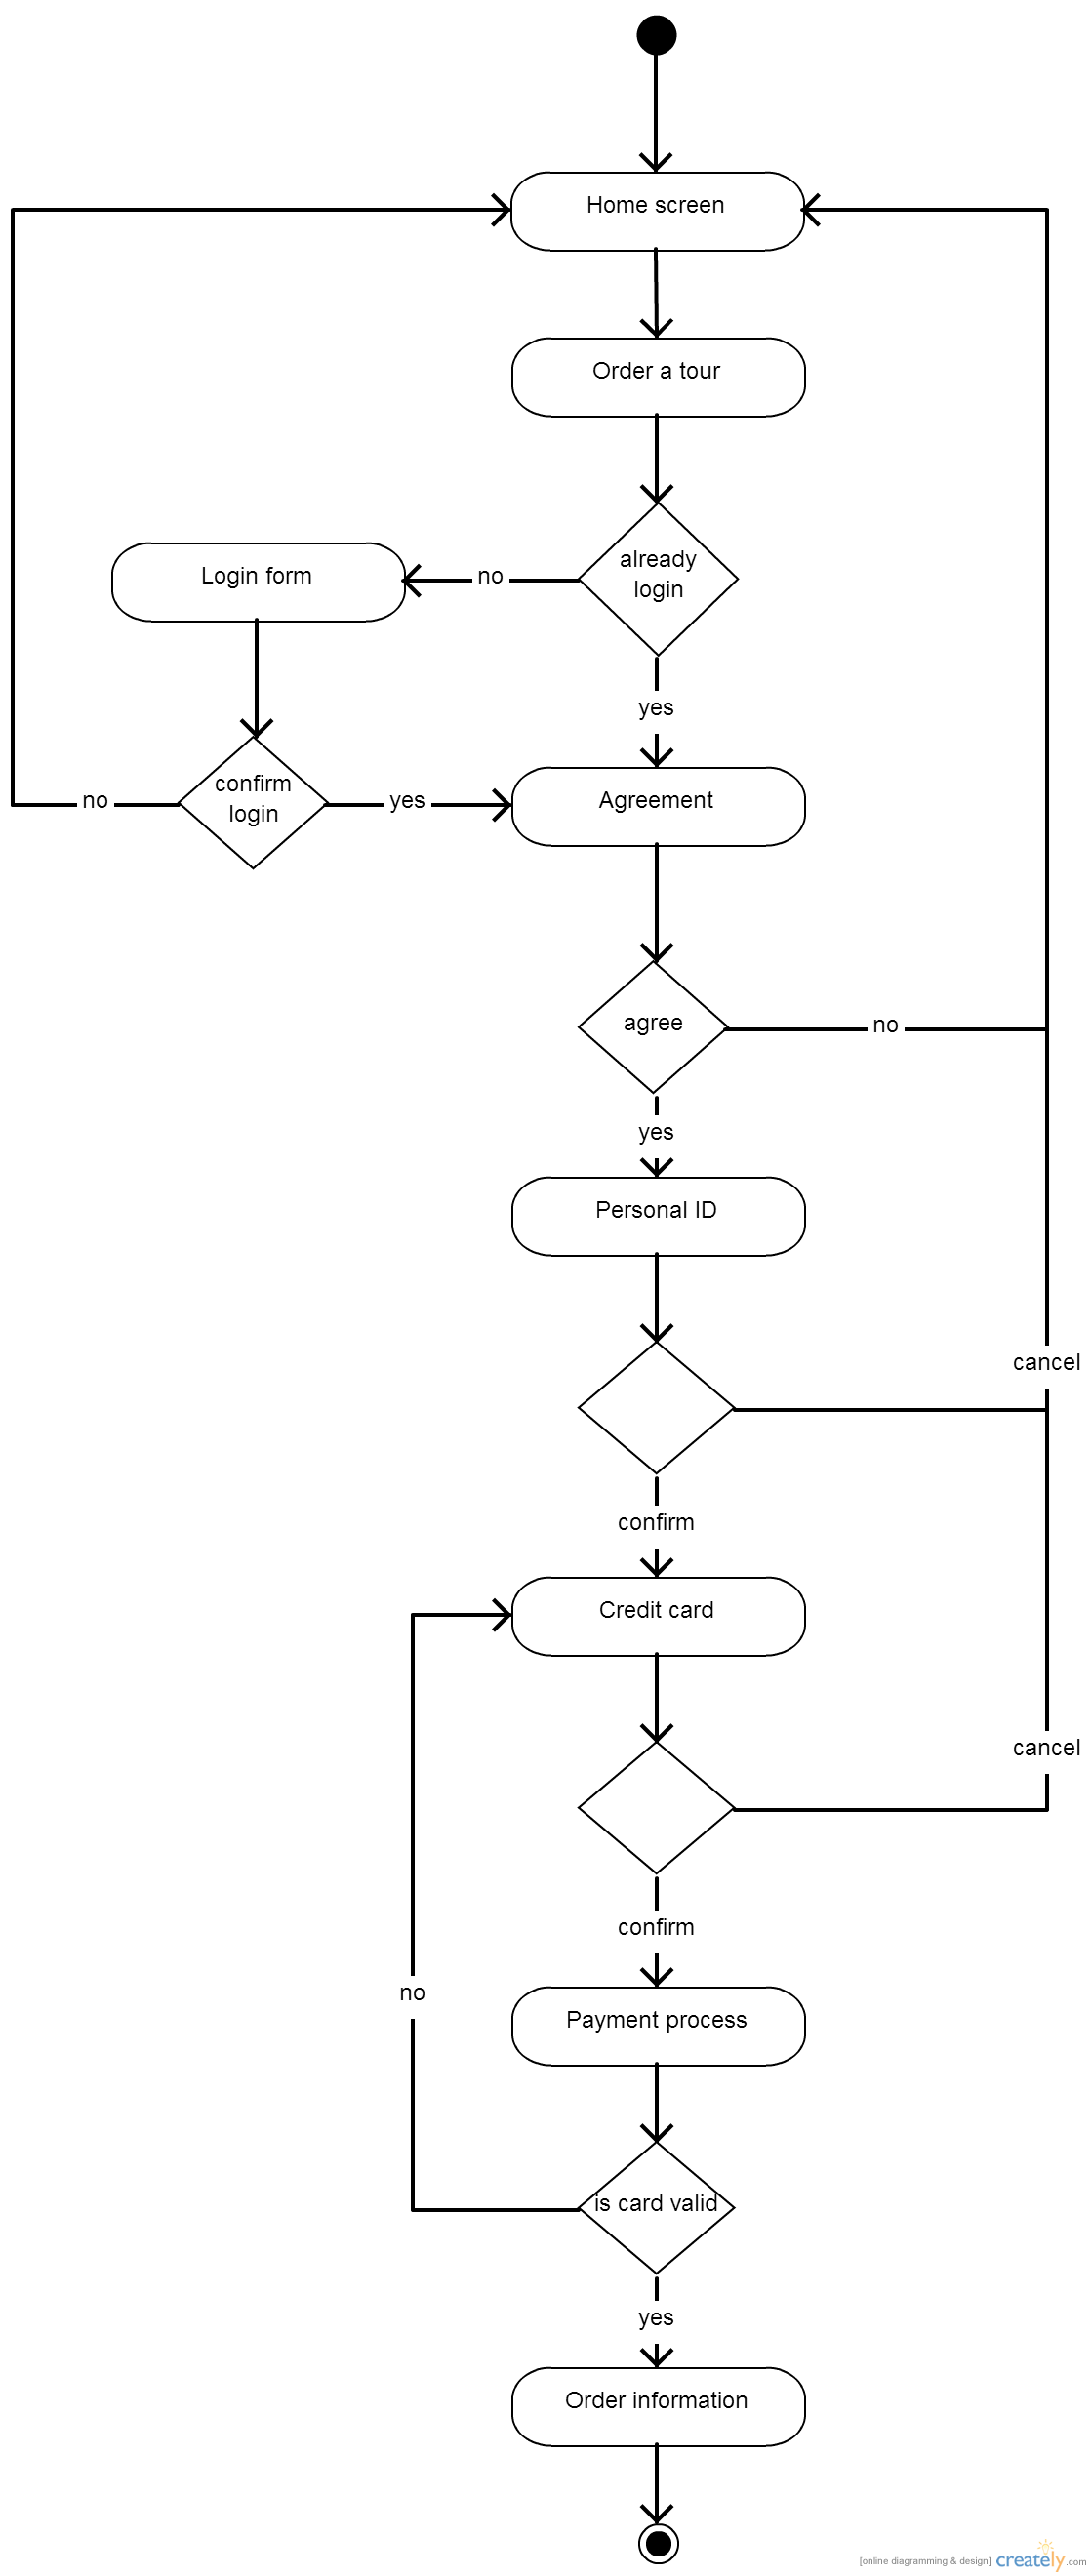 Home screen
Order a tour
already
login
no
Login form
yes
confirm
login
no
yes
Agreement
agree
no
yes
Personal ID
cancel
confirm
Credit card
cancel
confirm
no
Payment process
is card valid
yes
Order information
[online diagramming & design] creately.com